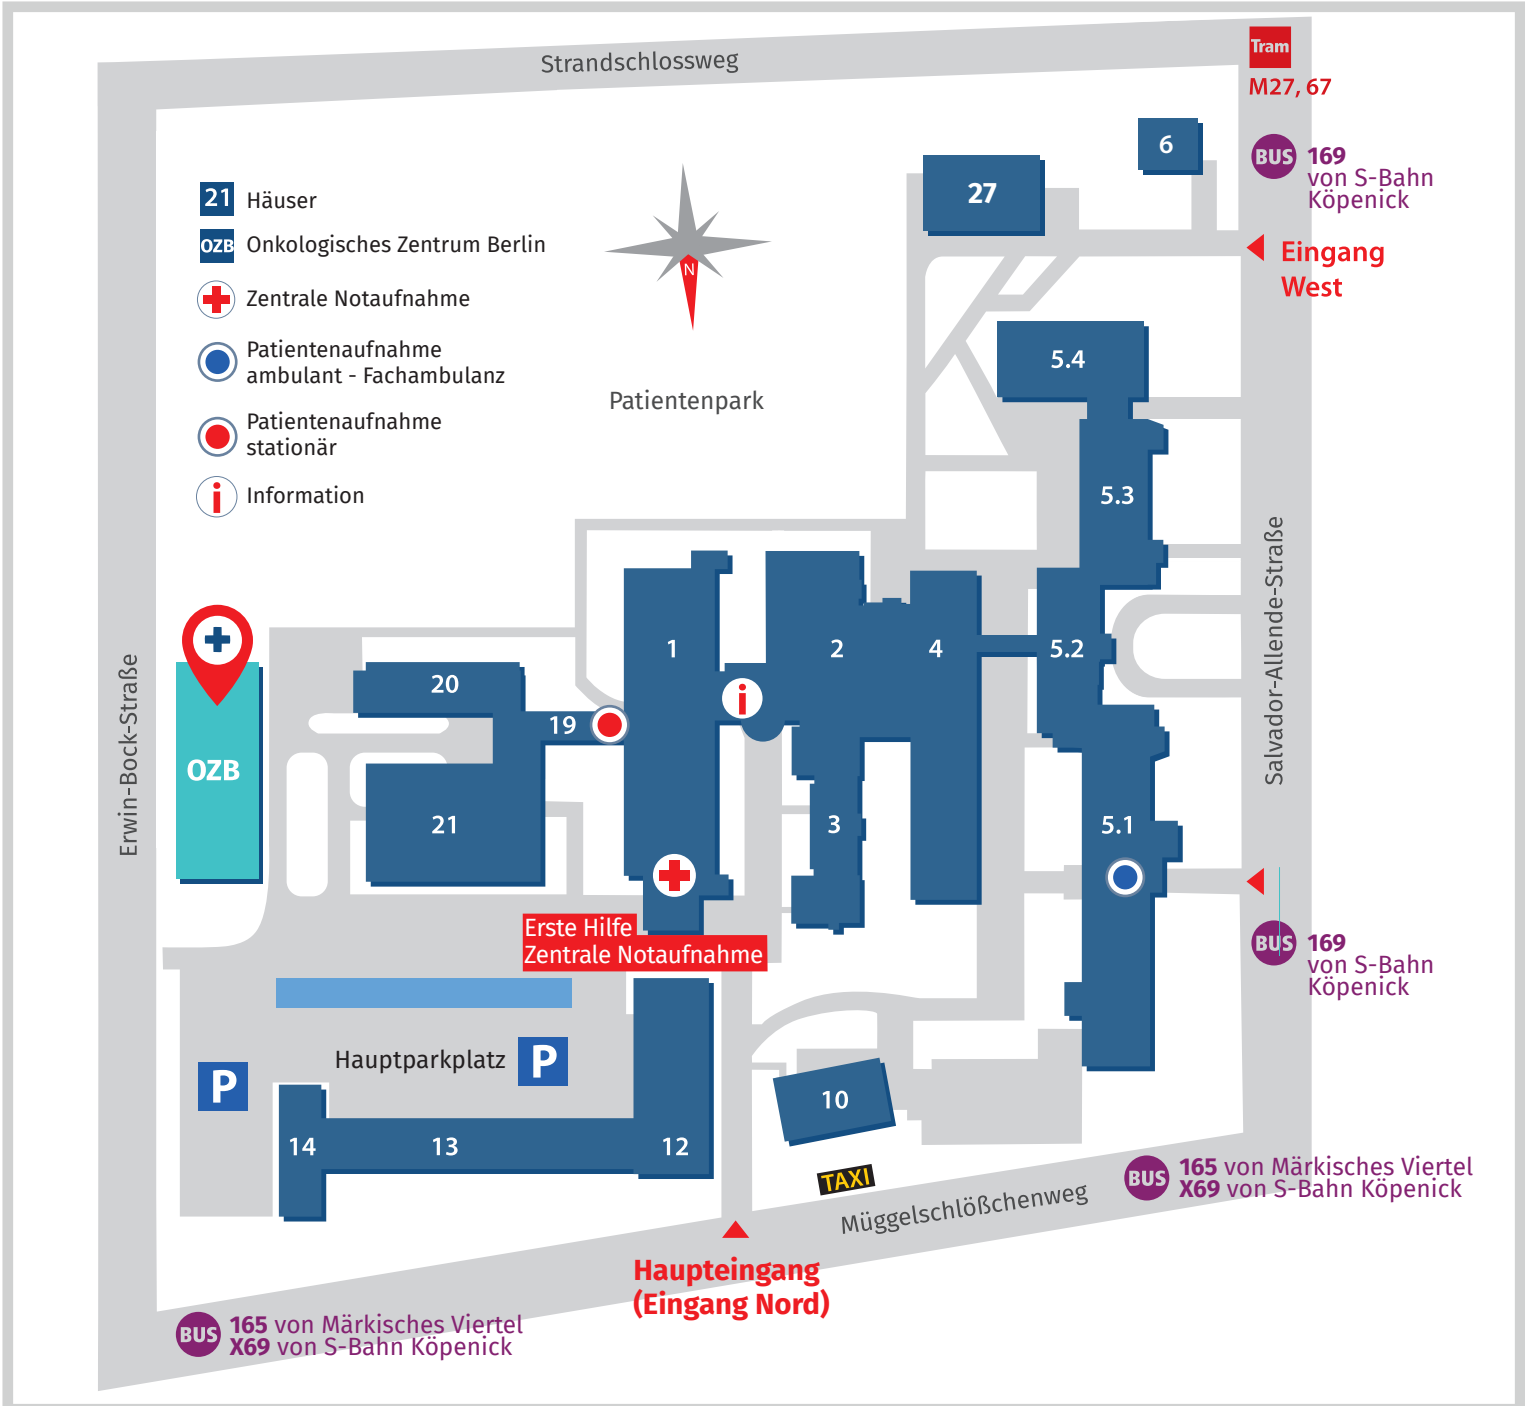 Strandschlossweg
Tram
M27, 67
BUS 169
von S-Bahn
Köpenick
6
27
Eingang
West
21 Häuser
OZB Onkologisches Zentrum Berlin
Zentrale Notaufnahme
Patientenaufnahme
ambulant - Fachambulanz
Patientenaufnahme
stationär
i Information
N
Patientenpark
5.4
5.3
Salvador-Allende-Straße
Erwin-Bock-Straße
1
2
4
5.2
20
i
19
OZB
21
3
5.1
Erste Hilfe
Zentrale Notaufnahme
BUS 169
von S-Bahn
Köpenick
Hauptparkplatz P
P
10
14
13
12
TAXI
Müggelschlößchenweg
BUS 165 von Märkisches Viertel
X69 von S-Bahn Köpenick
Haupteingang
(Eingang Nord)
BUS 165 von Märkisches Viertel
X69 von S-Bahn Köpenick